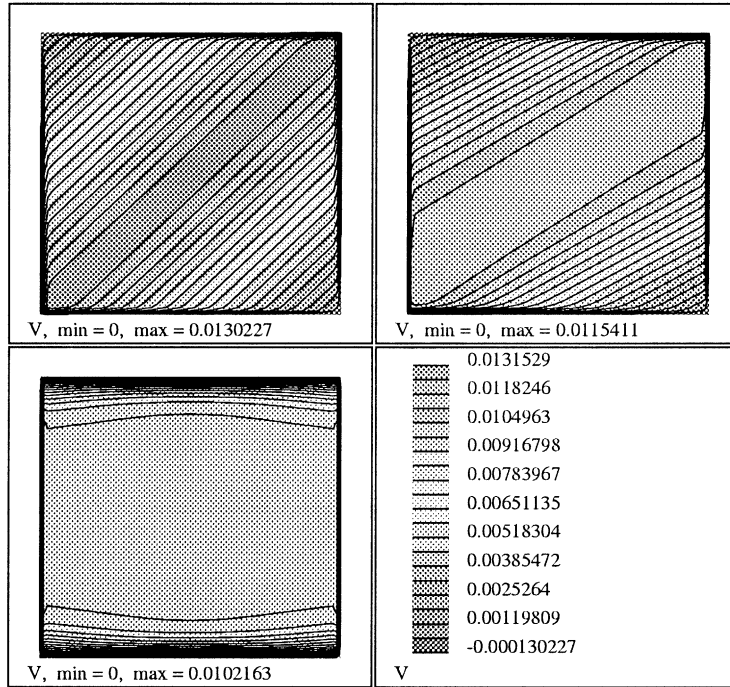 V, min = 0, max = 0.0130227
V, min = 0, max = 0.0115411
V, min = 0, max = 0.0102163
0.0131529
0.0118246
0.0104963
0.00916798
0.00783967
0.00651135
0.00518304
0.00385472
0.0025264
0.00119809
-0.000130227
V